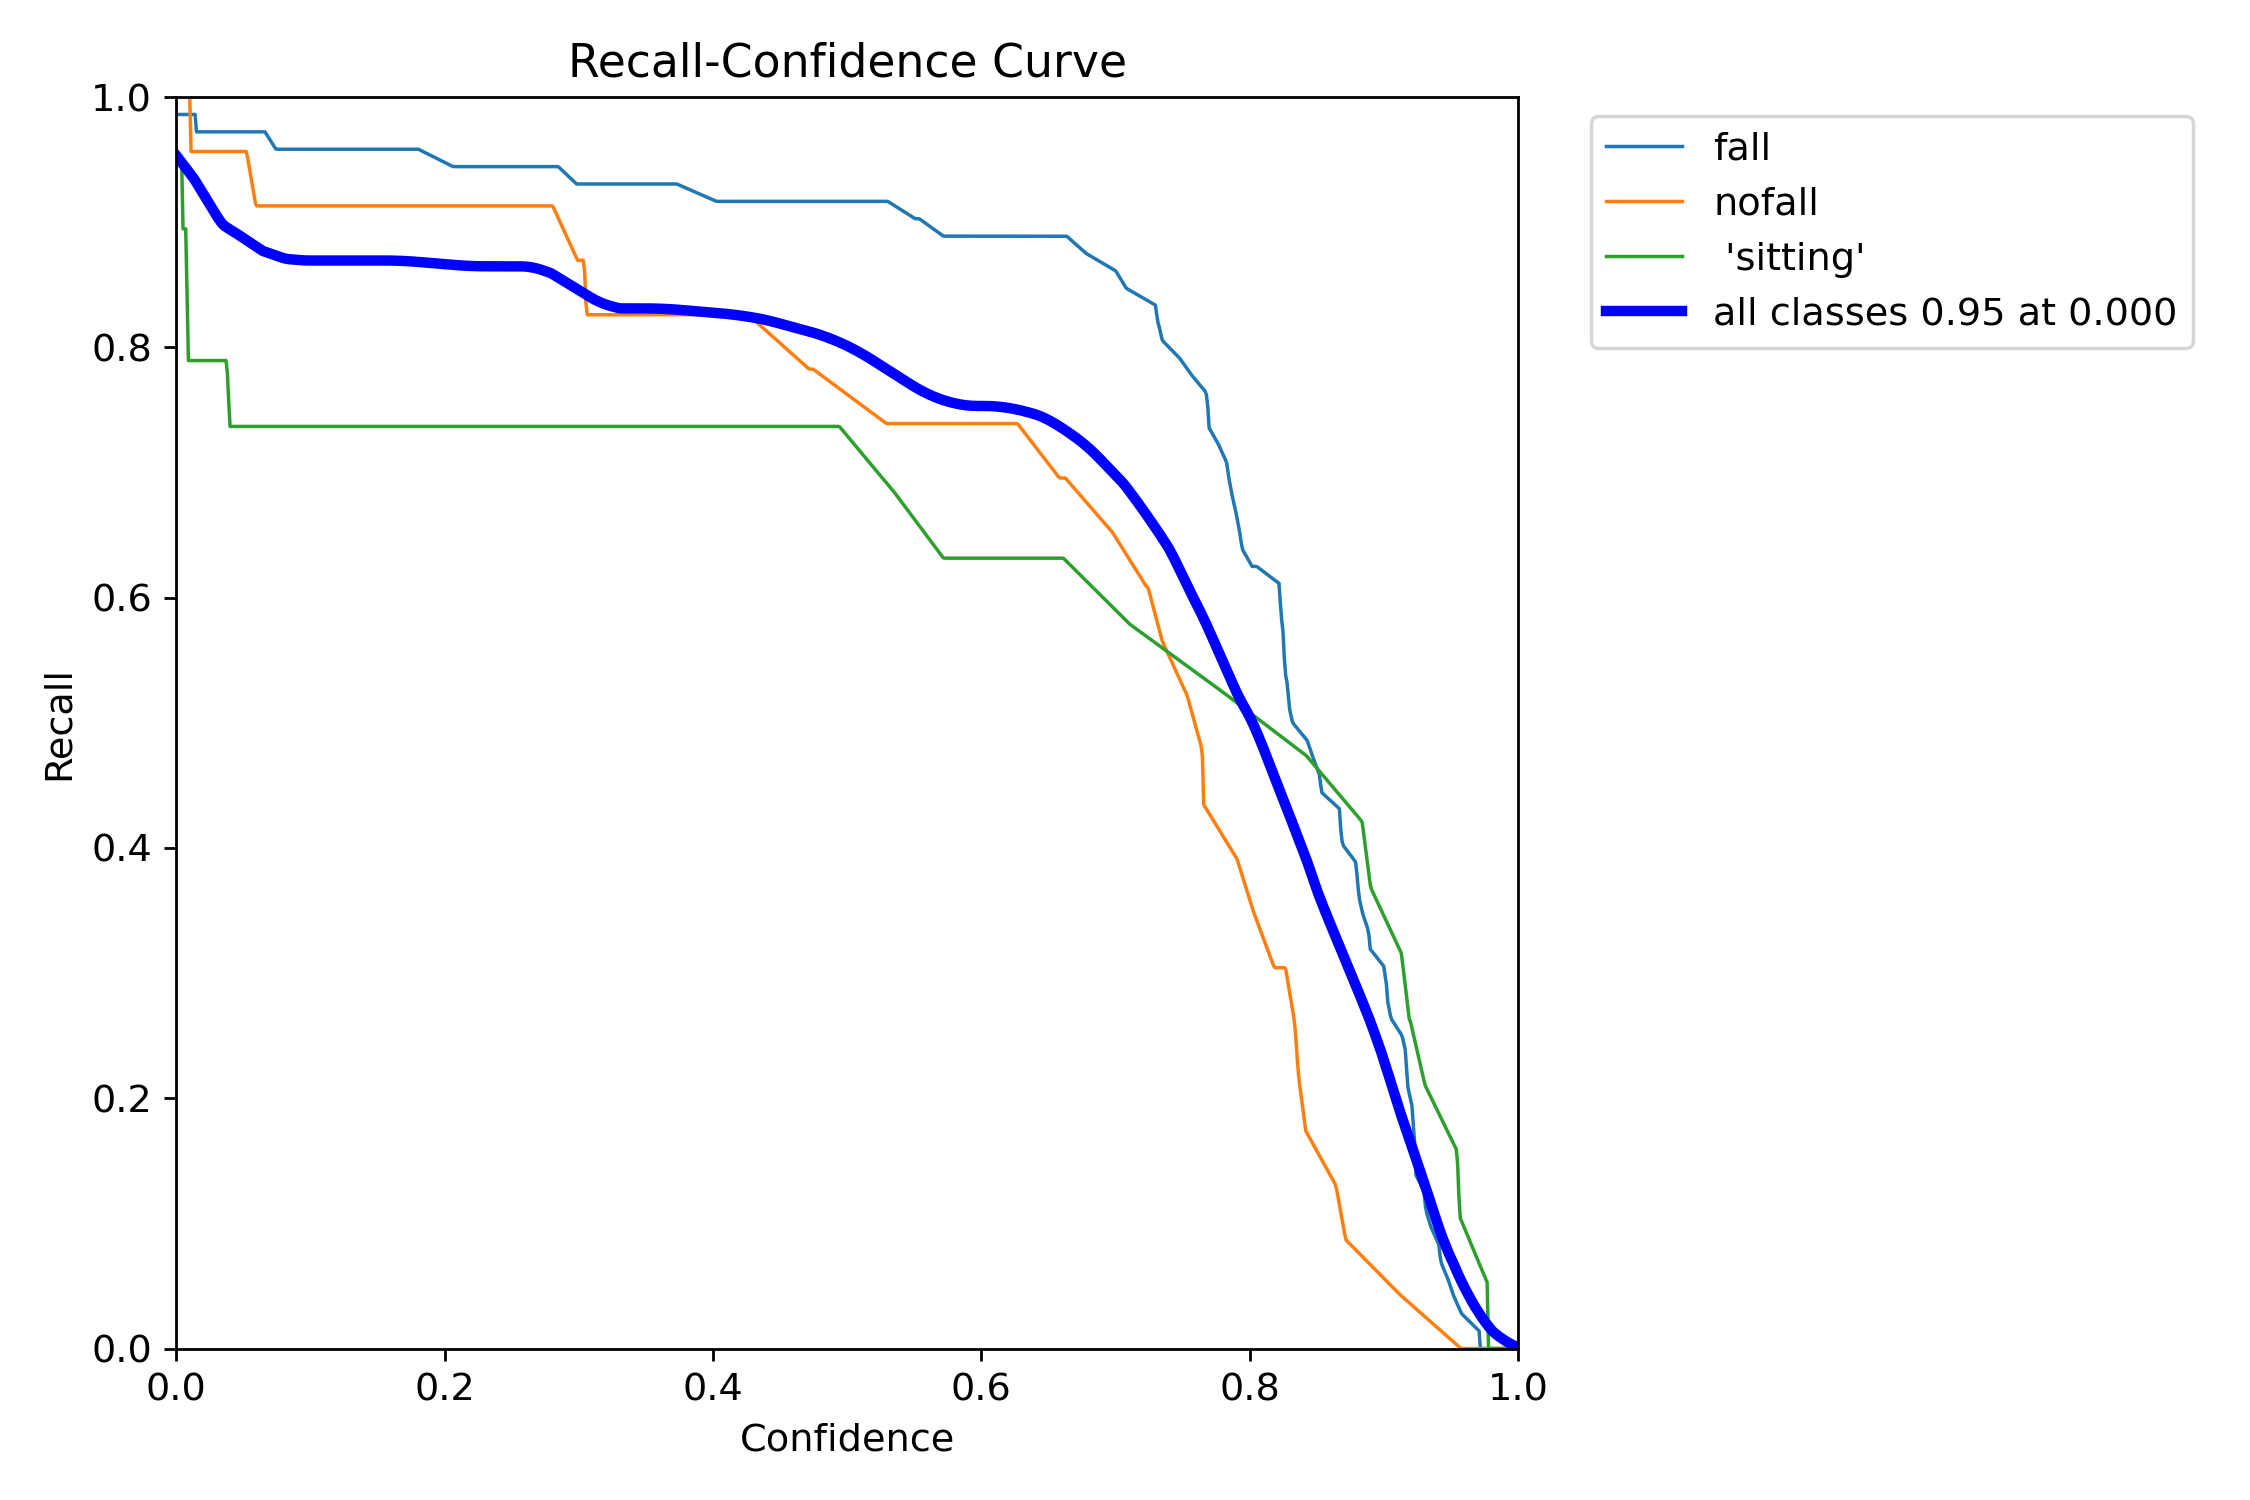 Recall-Confidence Curve
1.0
0.8
0.6
0.4
0.2
0.0
Recall
0.0 0.2 0.4 0.6 0.8 1.0
Confidence
fall
nofall
'sitting'
all classes 0.95 at 0.000